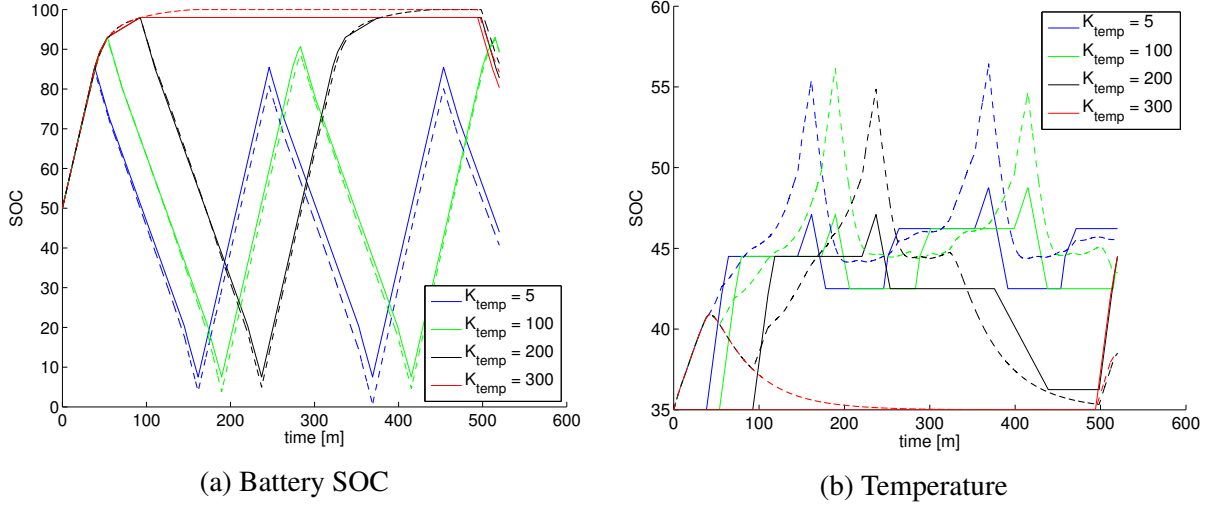 100
90
80
70
60
50
40
30
20
10
0
SOC
0 100 200 300 400 500 600
time [m]
K_temp = 5
K_temp = 100
K_temp = 200
K_temp = 300
(a) Battery SOC
60
55
50
45
40
35
SOC
0 100 200 300 400 500 600
time [m]
K_temp = 5
K_temp = 100
K_temp = 200
K_temp = 300
(b) Temperature